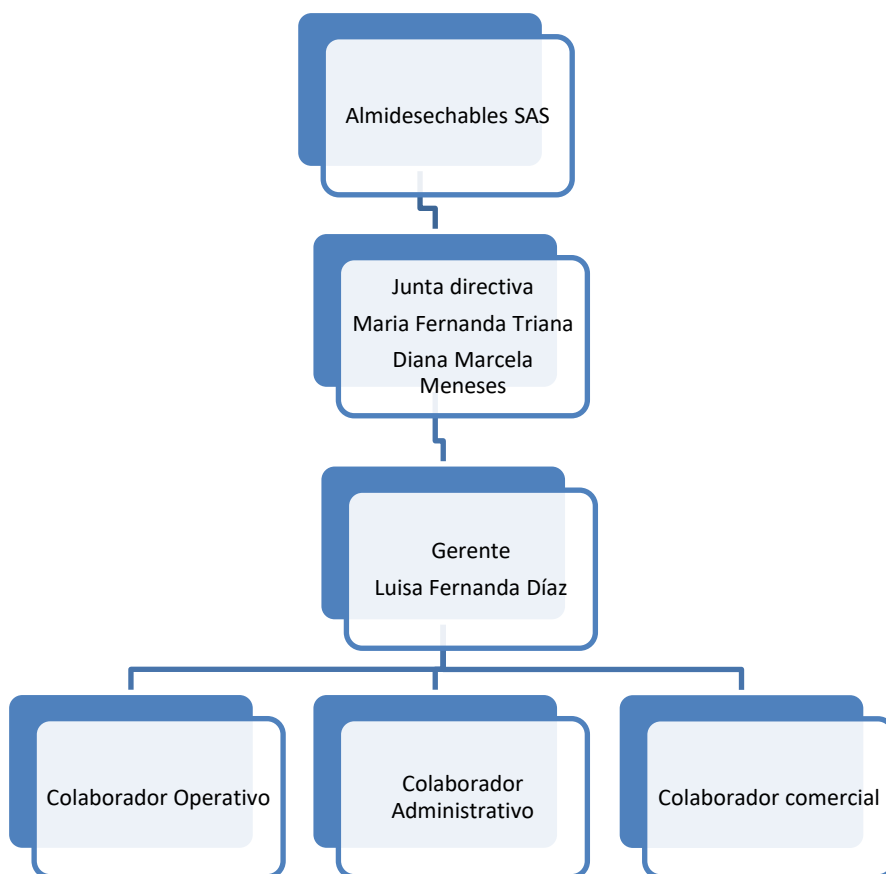 Almidesechables SAS
Junta directiva
Maria Fernanda Triana
Diana Marcela
Meneses
Gerente
Luisa Fernanda Díaz
Colaborador Operativo
Colaborador
Administrativo
Colaborador comercial